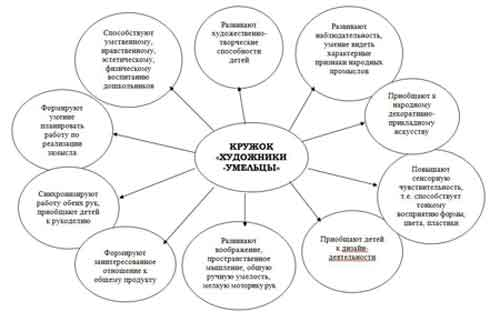 Способствуют
умственному,
нравственному,
эстетическому,
физическому
воспитанию
дошкольников
Развивают
художественно-
творческие
способности
детей
Развивают
наблюдательность,
умение видеть
характерные
признаки народных
промыслов
Формируют
умение
планировать
работу по
реализации
замысла
КРУЖОК
«ХУДОЖНИКИ
-УМЕЛЬЦЫ»
Приобщают к
народному
декоративно-
прикладному
искусству
Синхронизируют
работу обеих рук,
приобщают детей
к рукоделию
Повышают
сенсорную
чувствительность,
т.е. способствует
тонкому
восприятию формы,
цвета, пластики
Формируют
заинтересованное
отношение к
общему продукту
Развивают
воображение,
пространственное
мышление, общую
ручную умелость,
мелкую моторику рук
Приобщают детей
к дизайн-
деятельности